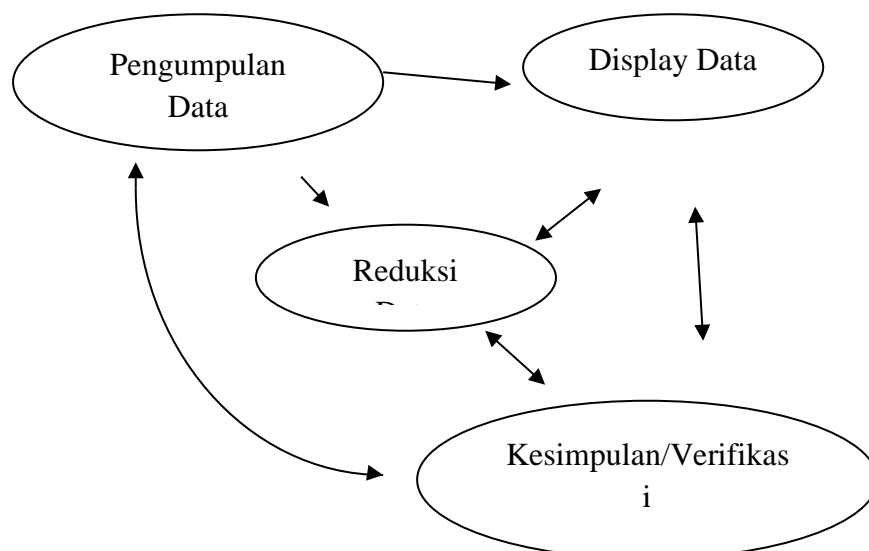 Pengumpulan
Data
Display Data
Reduksi
Kesimpulan/Verifikas
i